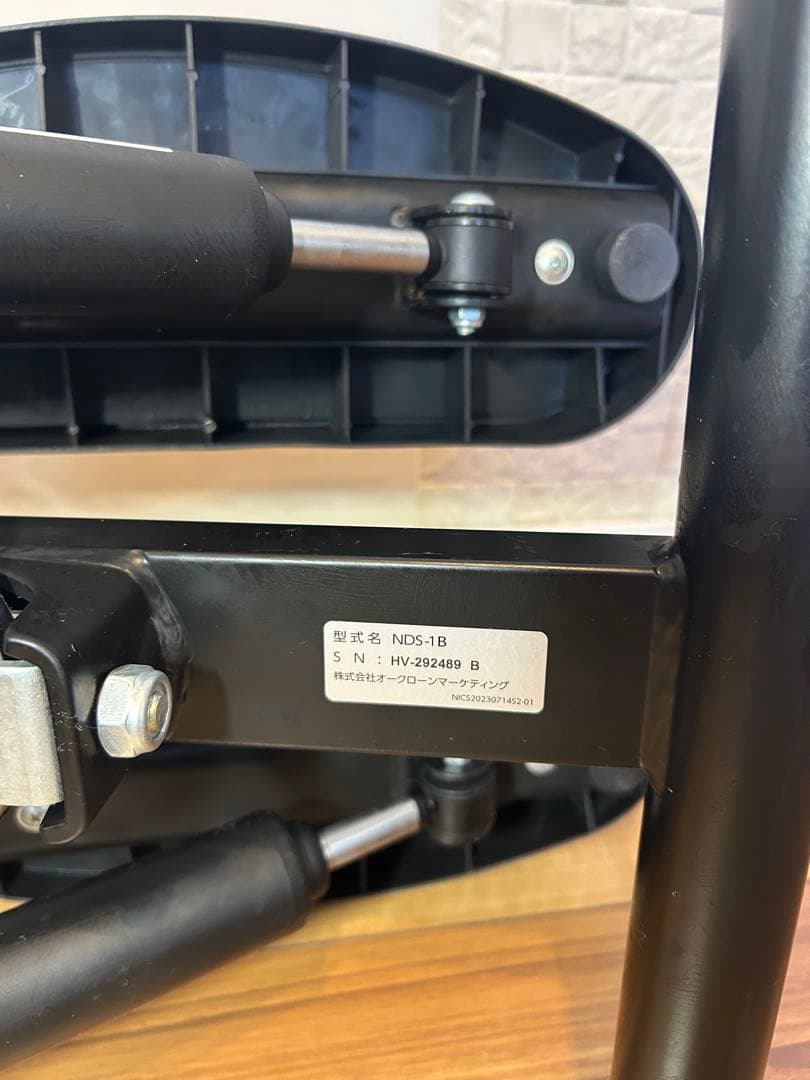 型式名 NDS-1B
S N : HV-292489 B
株式会社オークローンマーケティング
NICS20230714S2-01